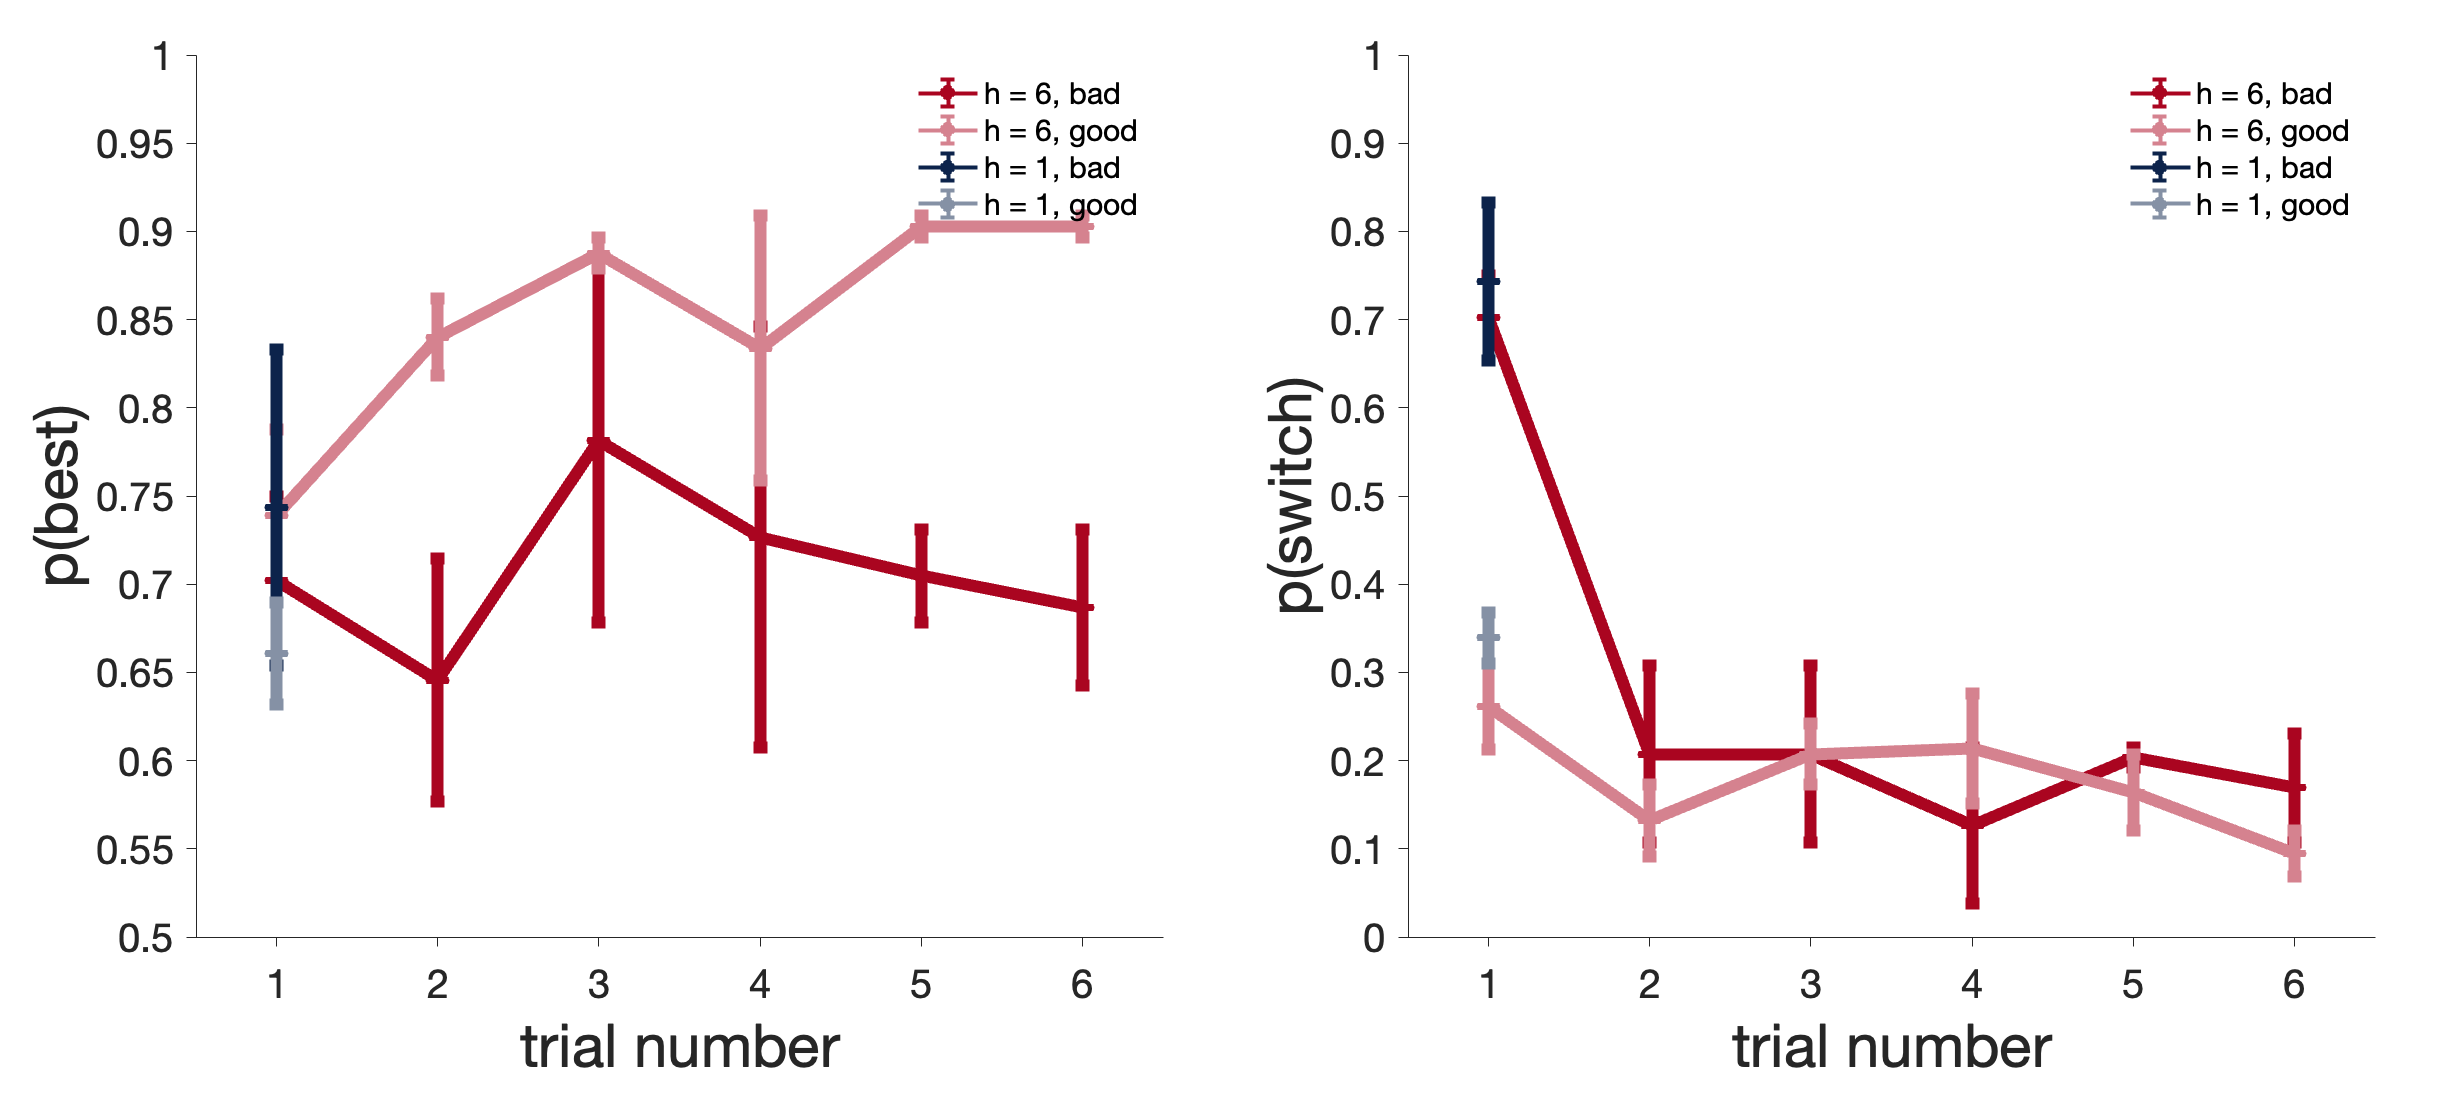 1
0.95
0.9
0.85
0.8
0.75
0.7
0.65
0.6
0.55
0.5
p(best)
h = 6, bad
h = 6, good
h = 1, bad
h = 1, good
1 2 3 4 5 6
trial number
1
0.9
0.8
0.7
0.6
0.5
0.4
0.3
0.2
0.1
0
p(switch)
h = 6, bad
h = 6, good
h = 1, bad
h = 1, good
1 2 3 4 5 6
trial number